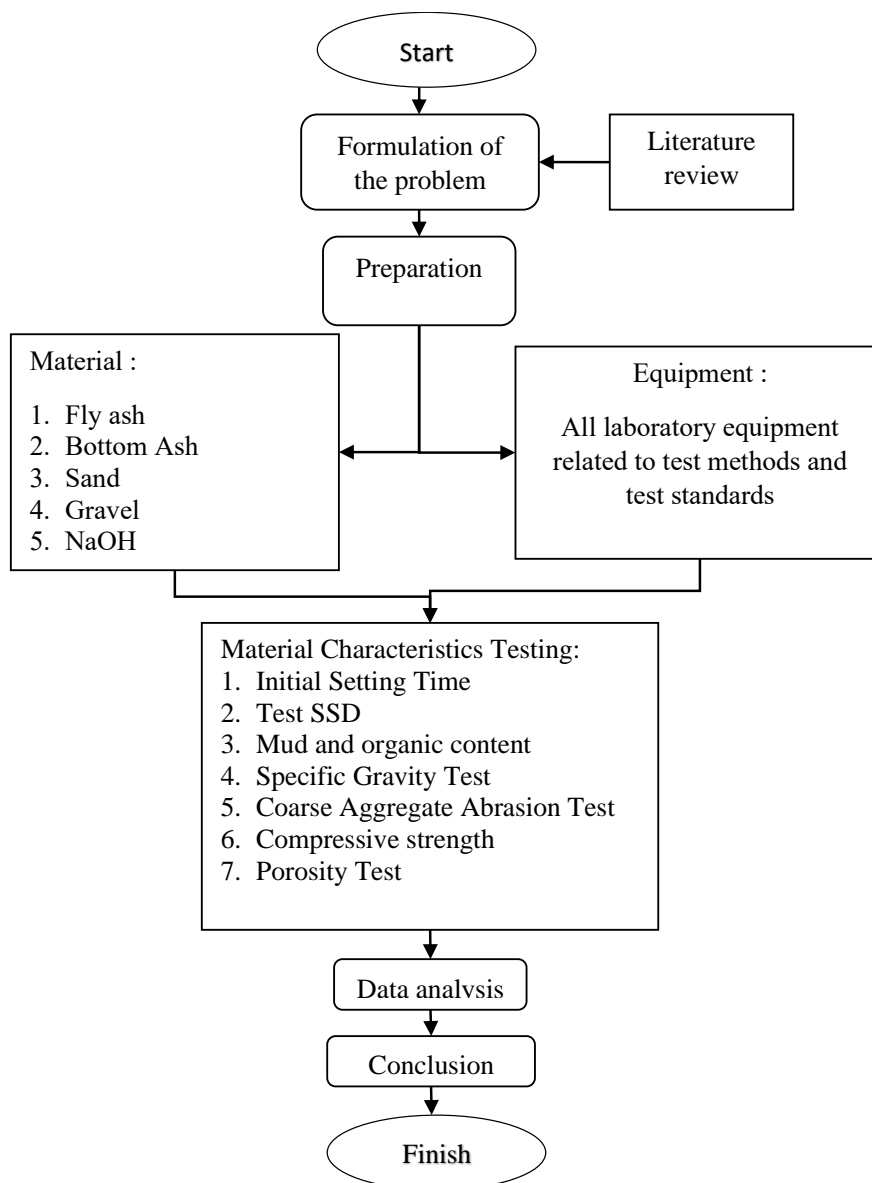 Start
Formulation of
the problem
Literature
review
Preparation
Material :
1. Fly ash
2. Bottom Ash
3. Sand
4. Gravel
5. NaOH
Equipment :
All laboratory equipment
related to test methods and
test standards
Material Characteristics Testing:
1. Initial Setting Time
2. Test SSD
3. Mud and organic content
4. Specific Gravity Test
5. Coarse Aggregate Abrasion Test
6. Compressive strength
7. Porosity Test
Data analysis
Conclusion
Finish